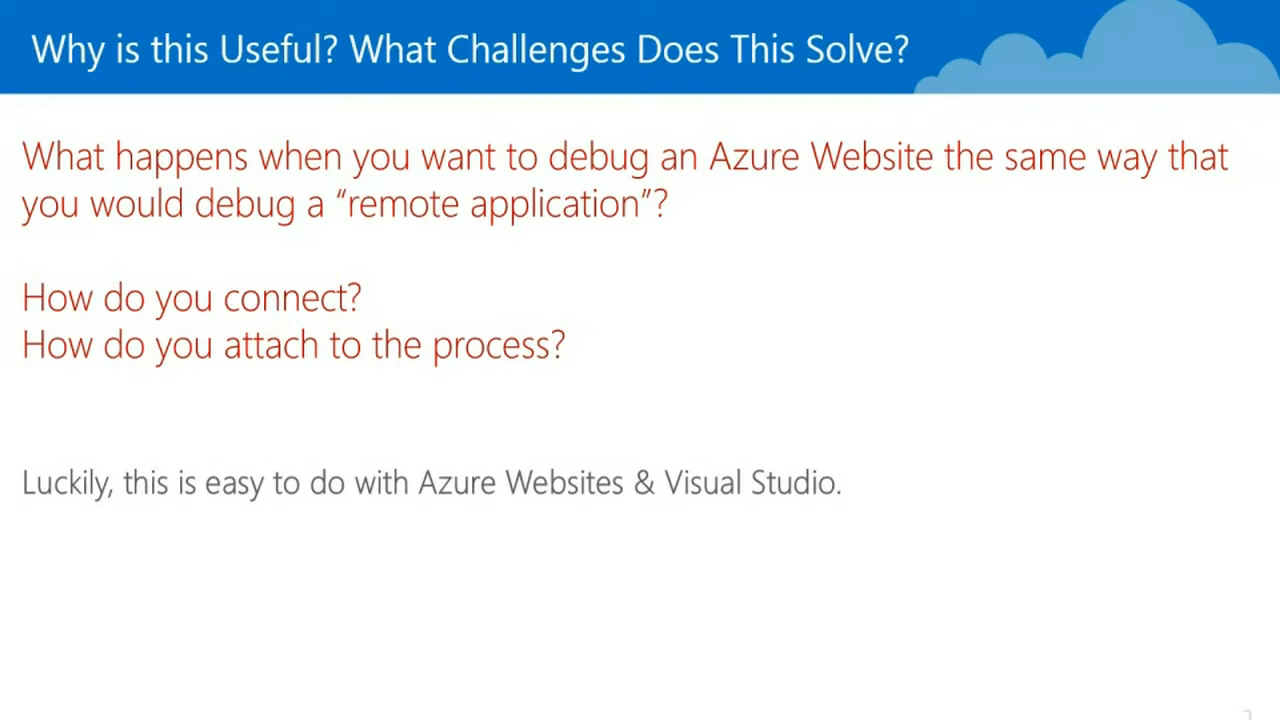 Why is this Useful? What Challenges Does This Solve?
What happens when you want to debug an Azure Website the same way that
you would debug a “remote application”?
How do you connect?
How do you attach to the process?
Luckily, this is easy to do with Azure Websites & Visual Studio.